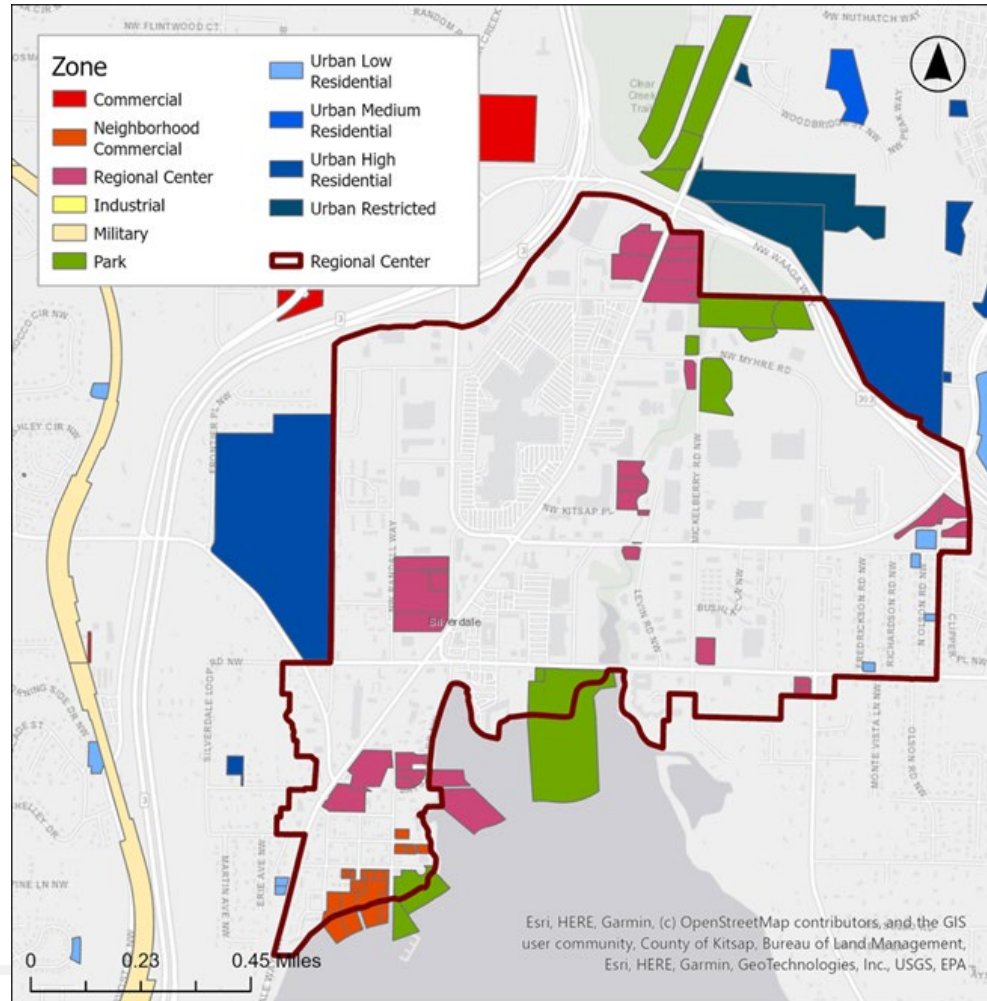 NW FLINTWOOD CT
NW NUTHATCH WAY
Zone
Commercial
Neighborhood
Commercial
Regional Center
Industrial
Military
Park
Urban Low
Residential
Urban Medium
Residential
Urban High
Residential
Urban Restricted
Regional Center
Clear
Creek
Trail
WOODBRIDGE ST NW
NW PEAK WAY
3
NW WAAGA WAY
3
NW MYHRE RD
303
FRONTIER PL NW
MICKELBERRY RD NW
NW KITSAP PL
NW RANDALL WAY
Silverdale
LEVIN RD NW
BUSHL
FREDRICKSON RD NW
RICHARDSON RD NW
N OLSON RD NW
CLIPPER
PL NW
RD NW
SILVERDALE LOOP
MONTE VISTA LN NW
OLSON RD NW
3
MARTIN AVE NW
ERIE AVE NW
0 0.23 0.45 Miles
Esri, HERE, Garmin, (c) OpenStreetMap contributors, and the GIS
user community, County of Kitsap, Bureau of Land Management,
Esri, HERE, Garmin, GeoTechnologies, Inc., USGS, EPA